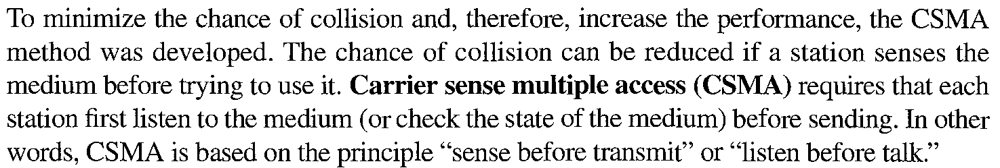 To minimize the chance of collision and, therefore, increase the performance, the CSMA
method was developed. The chance of collision can be reduced if a station senses the
medium before trying to use it. Carrier sense multiple access (CSMA) requires that each
station first listen to the medium (or check the state of the medium) before sending. In other
words, CSMA is based on the principle “sense before transmit” or “listen before talk.”